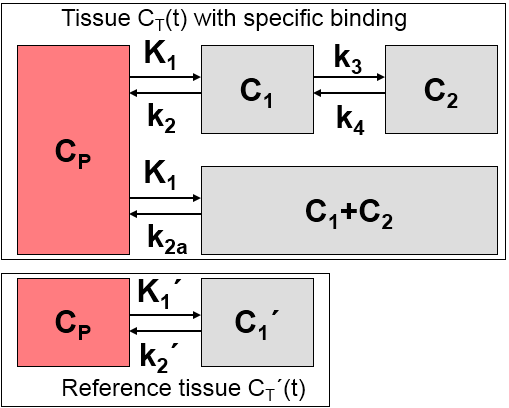 Tissue C_T(t) with specific binding
C_P
K_1
k_2
C_1
k_3
k_4
C_2
K_1
k_2a
C_1+C_2
C_P
K_1´
k_2´
C_1´
Reference tissue C_T´(t)